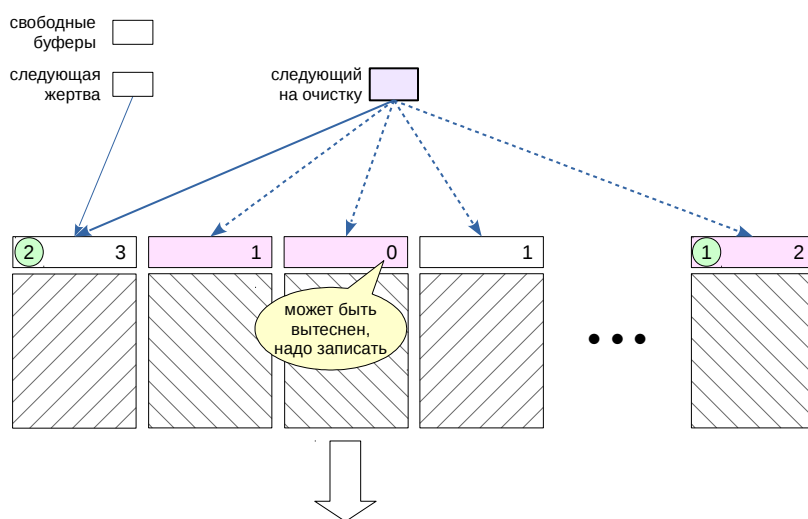 свободные
буферы
следующая
жертва
следующий
на очистку
2 3
1
0
1
1 2
может быть
вытеснен,
надо записать